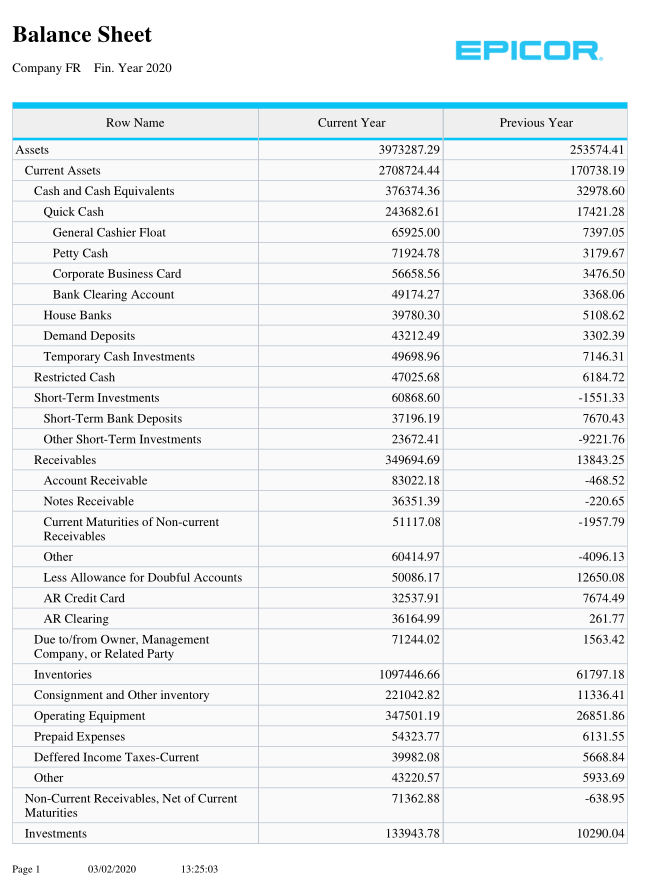 Balance Sheet
EPICOR
Company FR Fin. Year 2020
Row Name Current Year Previous Year
Assets 3973287.29 253574.41
Current Assets 2708724.44 170738.19
Cash and Cash Equivalents 376374.36 32978.60
Quick Cash 243682.61 17421.28
General Cashier Float 65925.00 7397.05
Petty Cash 71924.78 3179.67
Corporate Business Card 56658.56 3476.50
Bank Clearing Account 49174.27 3368.06
House Banks 39780.30 5108.62
Demand Deposits 43212.49 3302.39
Temporary Cash Investments 49698.96 7146.31
Restricted Cash 47025.68 6184.72
Short-Term Investments 60868.60 -1551.33
Short-Term Bank Deposits 37196.19 7670.43
Other Short-Term Investments 23672.41 -9221.76
Receivables 349694.69 13843.25
Account Receivable 83022.18 -468.52
Notes Receivable 36351.39 -220.65
Current Maturities of Non-current 51117.08 -1957.79
Receivables
Other 60414.97 -4096.13
Less Allowance for Doubful Accounts 50086.17 12650.08
AR Credit Card 32537.91 7674.49
AR Clearing 36164.99 261.77
Due to/from Owner, Management 71244.02 1563.42
Company, or Related Party
Inventories 1097446.66 61797.18
Consignment and Other inventory 221042.82 11336.41
Operating Equipment 347501.19 26851.86
Prepaid Expenses 54323.77 6131.55
Deffered Income Taxes-Current 39982.08 5668.84
Other 43220.57 5933.69
Non-Current Receivables, Net of Current 71362.88 -638.95
Maturities
Investments 133943.78 10290.04
Page 1 03/02/2020 13:25:03